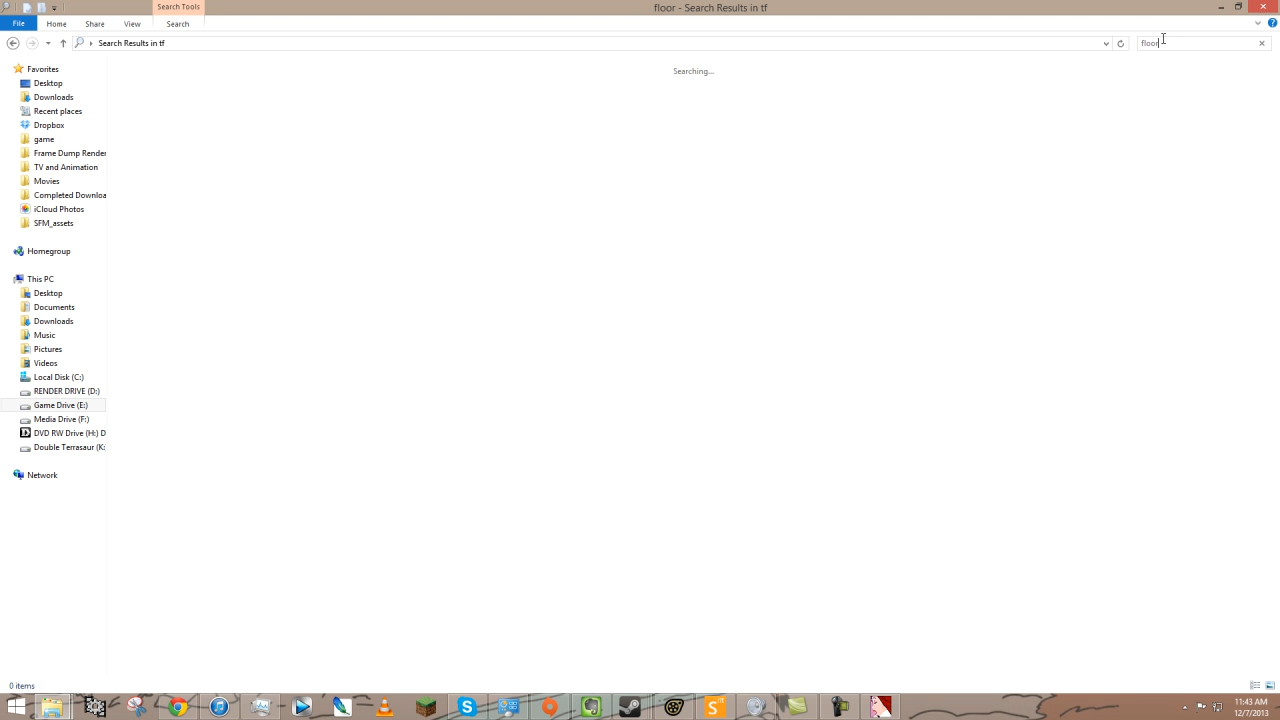 Search Tools
floor - Search Results in tf
File
Home
Share
View
Search
Search Results in tf
floor
Favorites
Desktop
Downloads
Recent places
Dropbox
game
Frame Dump Render
TV and Animation
Movies
Completed Downloa
iCloud Photos
SFM_assets
Homegroup
This PC
Desktop
Documents
Downloads
Music
Pictures
Videos
Local Disk (C:)
RENDER DRIVE (D:)
Game Drive (E:)
Media Drive (F:)
DVD RW Drive (H:) D
Double Terrasaur (K:
Network
Searching...
0 items
11:43 AM
12/7/2013